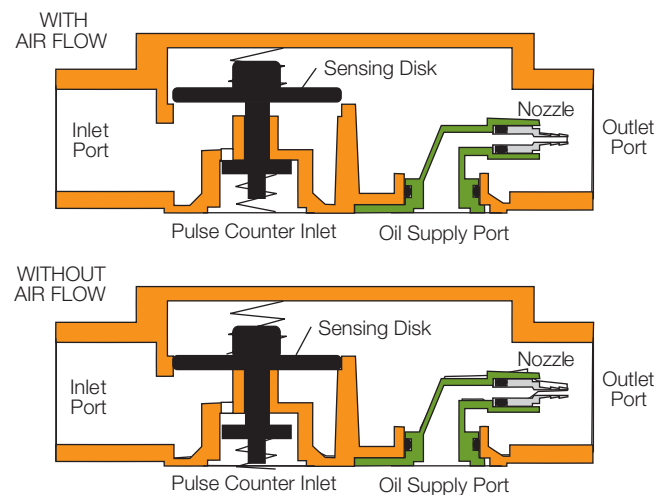 WITH
AIR FLOW
Sensing Disk
Nozzle
Inlet
Port
Outlet
Port
Pulse Counter Inlet
Oil Supply Port
WITHOUT
AIR FLOW
Sensing Disk
Nozzle
Inlet
Port
Outlet
Port
Pulse Counter Inlet
Oil Supply Port